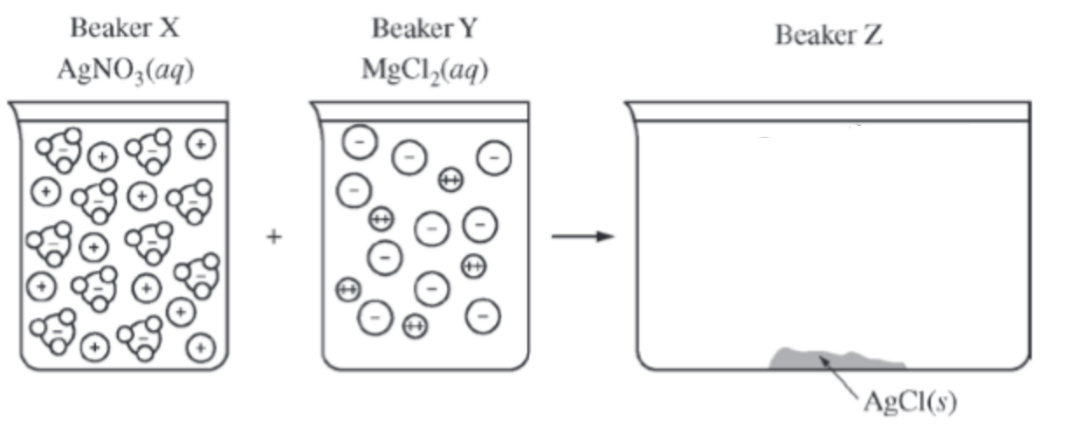 Beaker X
AgNO₃(aq)
Beaker Y
MgCl₂(aq)
Beaker Z
+
AgCl(s)